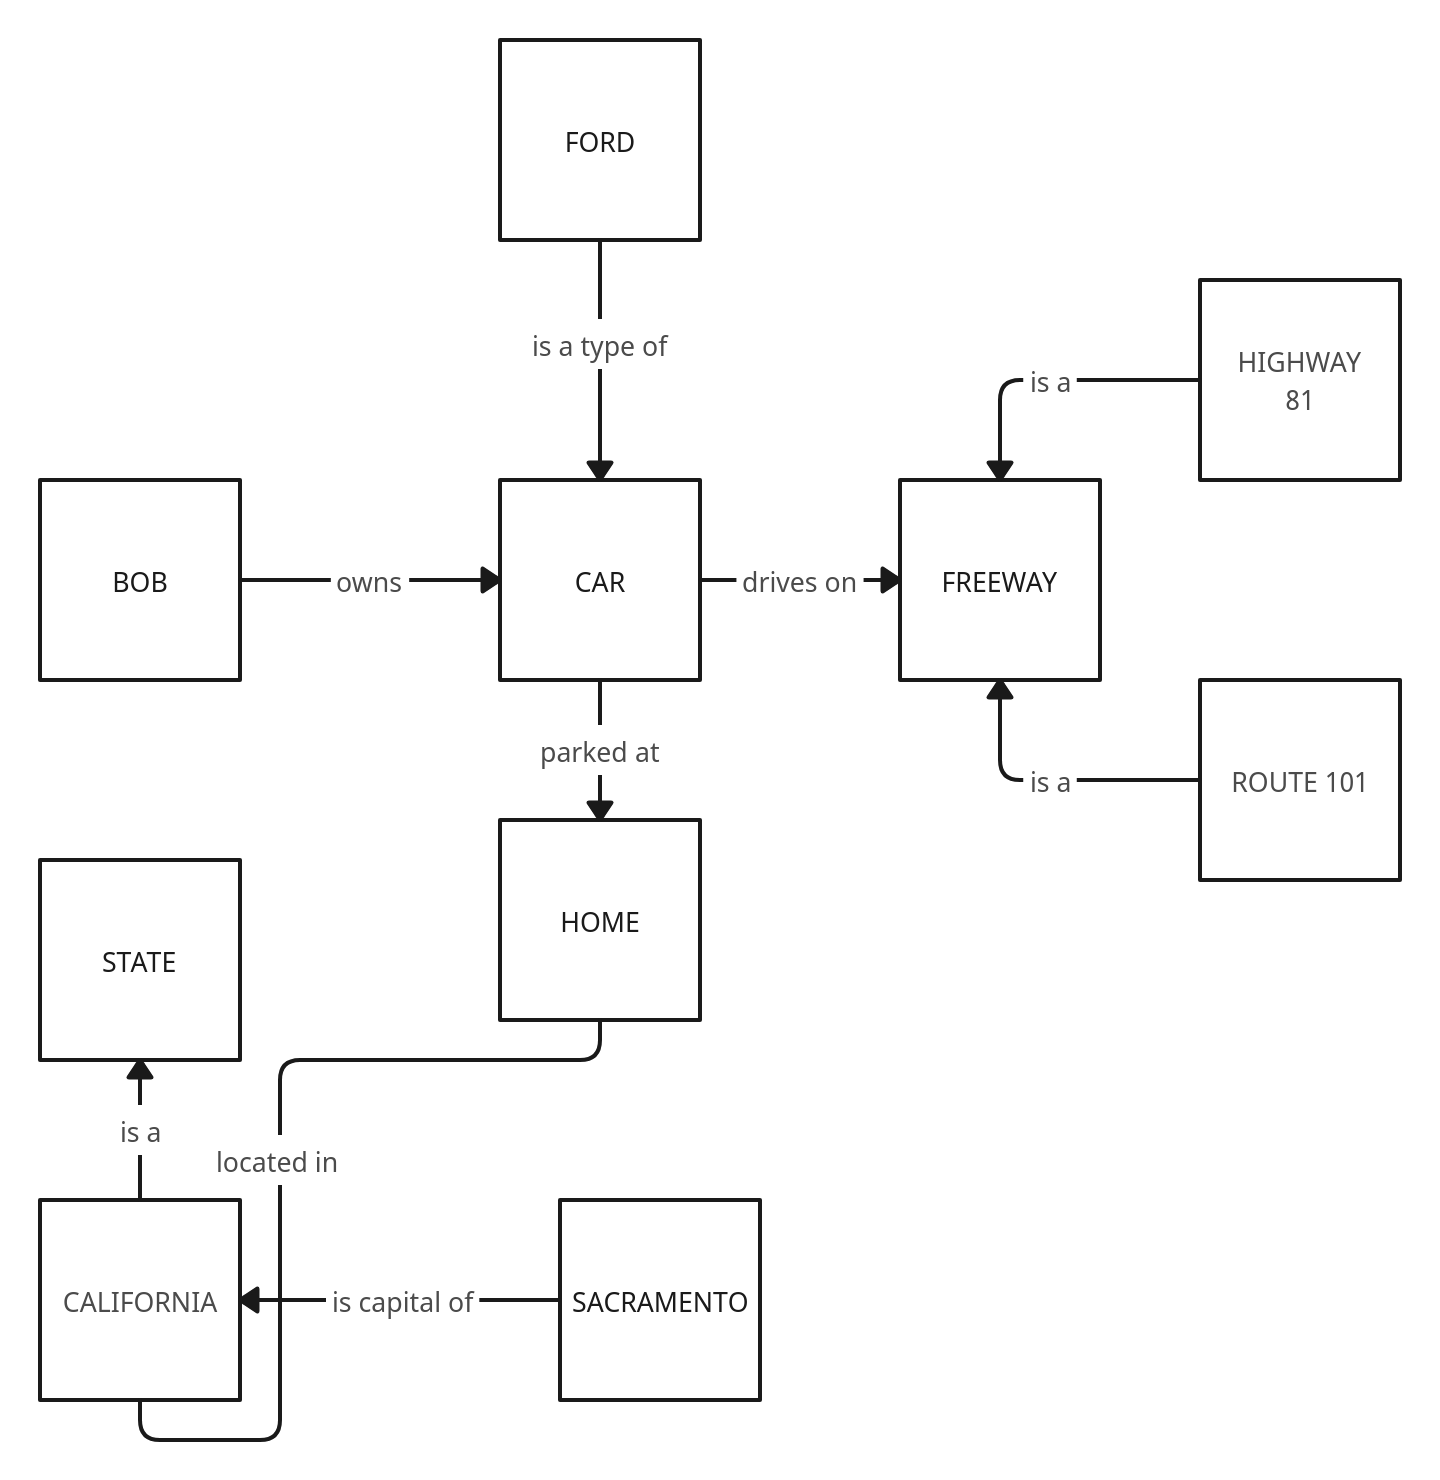 FORD
is a type of
HIGHWAY
81
is a
BOB
owns
CAR
drives on
FREEWAY
parked at
is a
ROUTE 101
HOME
STATE
is a
located in
CALIFORNIA
is capital of
SACRAMENTO